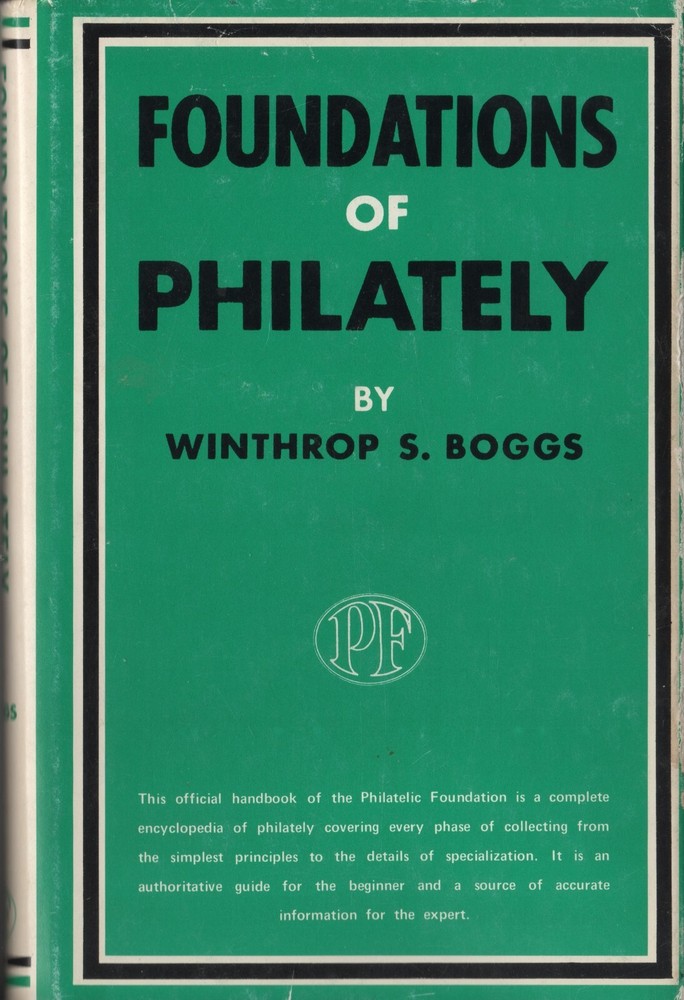 FOUNDATIONS
OF
PHILATELY
BY
WINTHROP S. BOGGS
PF
This official handbook of the Philatelic Foundation is a complete
encyclopedia of philately covering every phase of collecting from
the simplest principles to the details of specialization. It is an
authoritative guide for the beginner and a source of accurate
information for the expert.